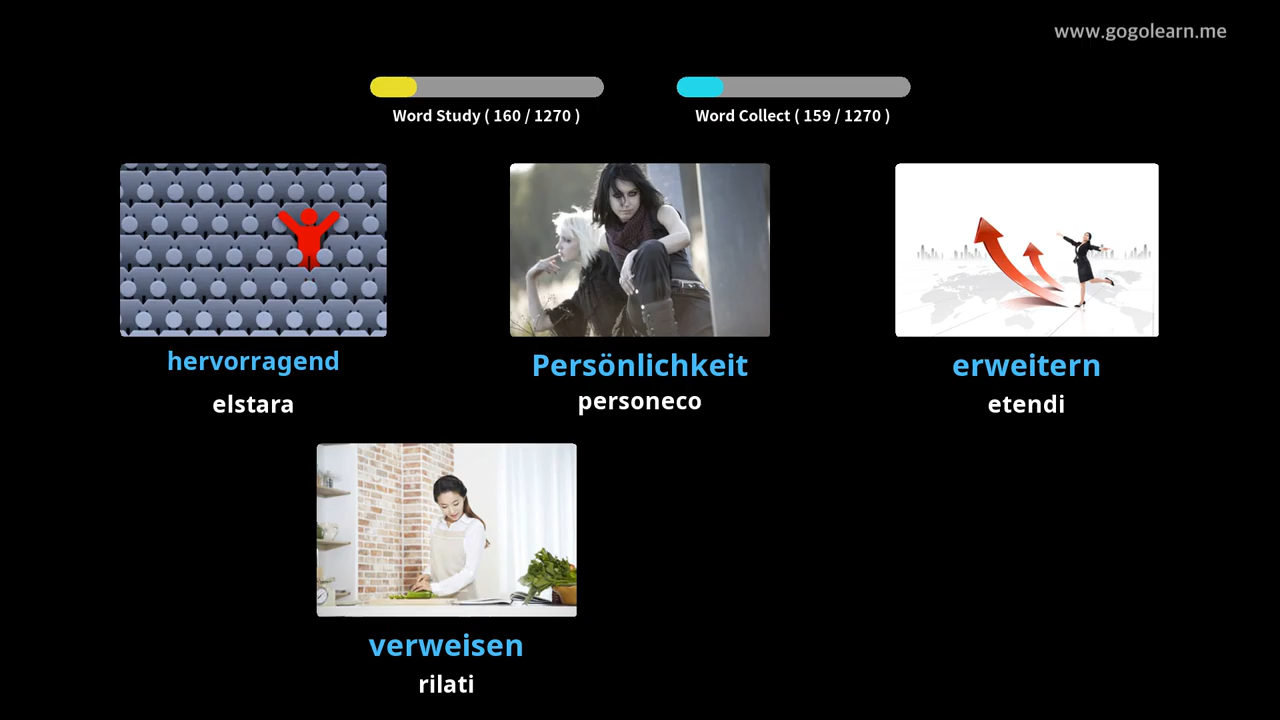 www.gogolearn.me
Word Study ( 160 / 1270 )
Word Collect ( 159 / 1270 )
hervorragend
elstara
Persönlichkeit
personeco
erweitern
etendi
verweisen
rilati